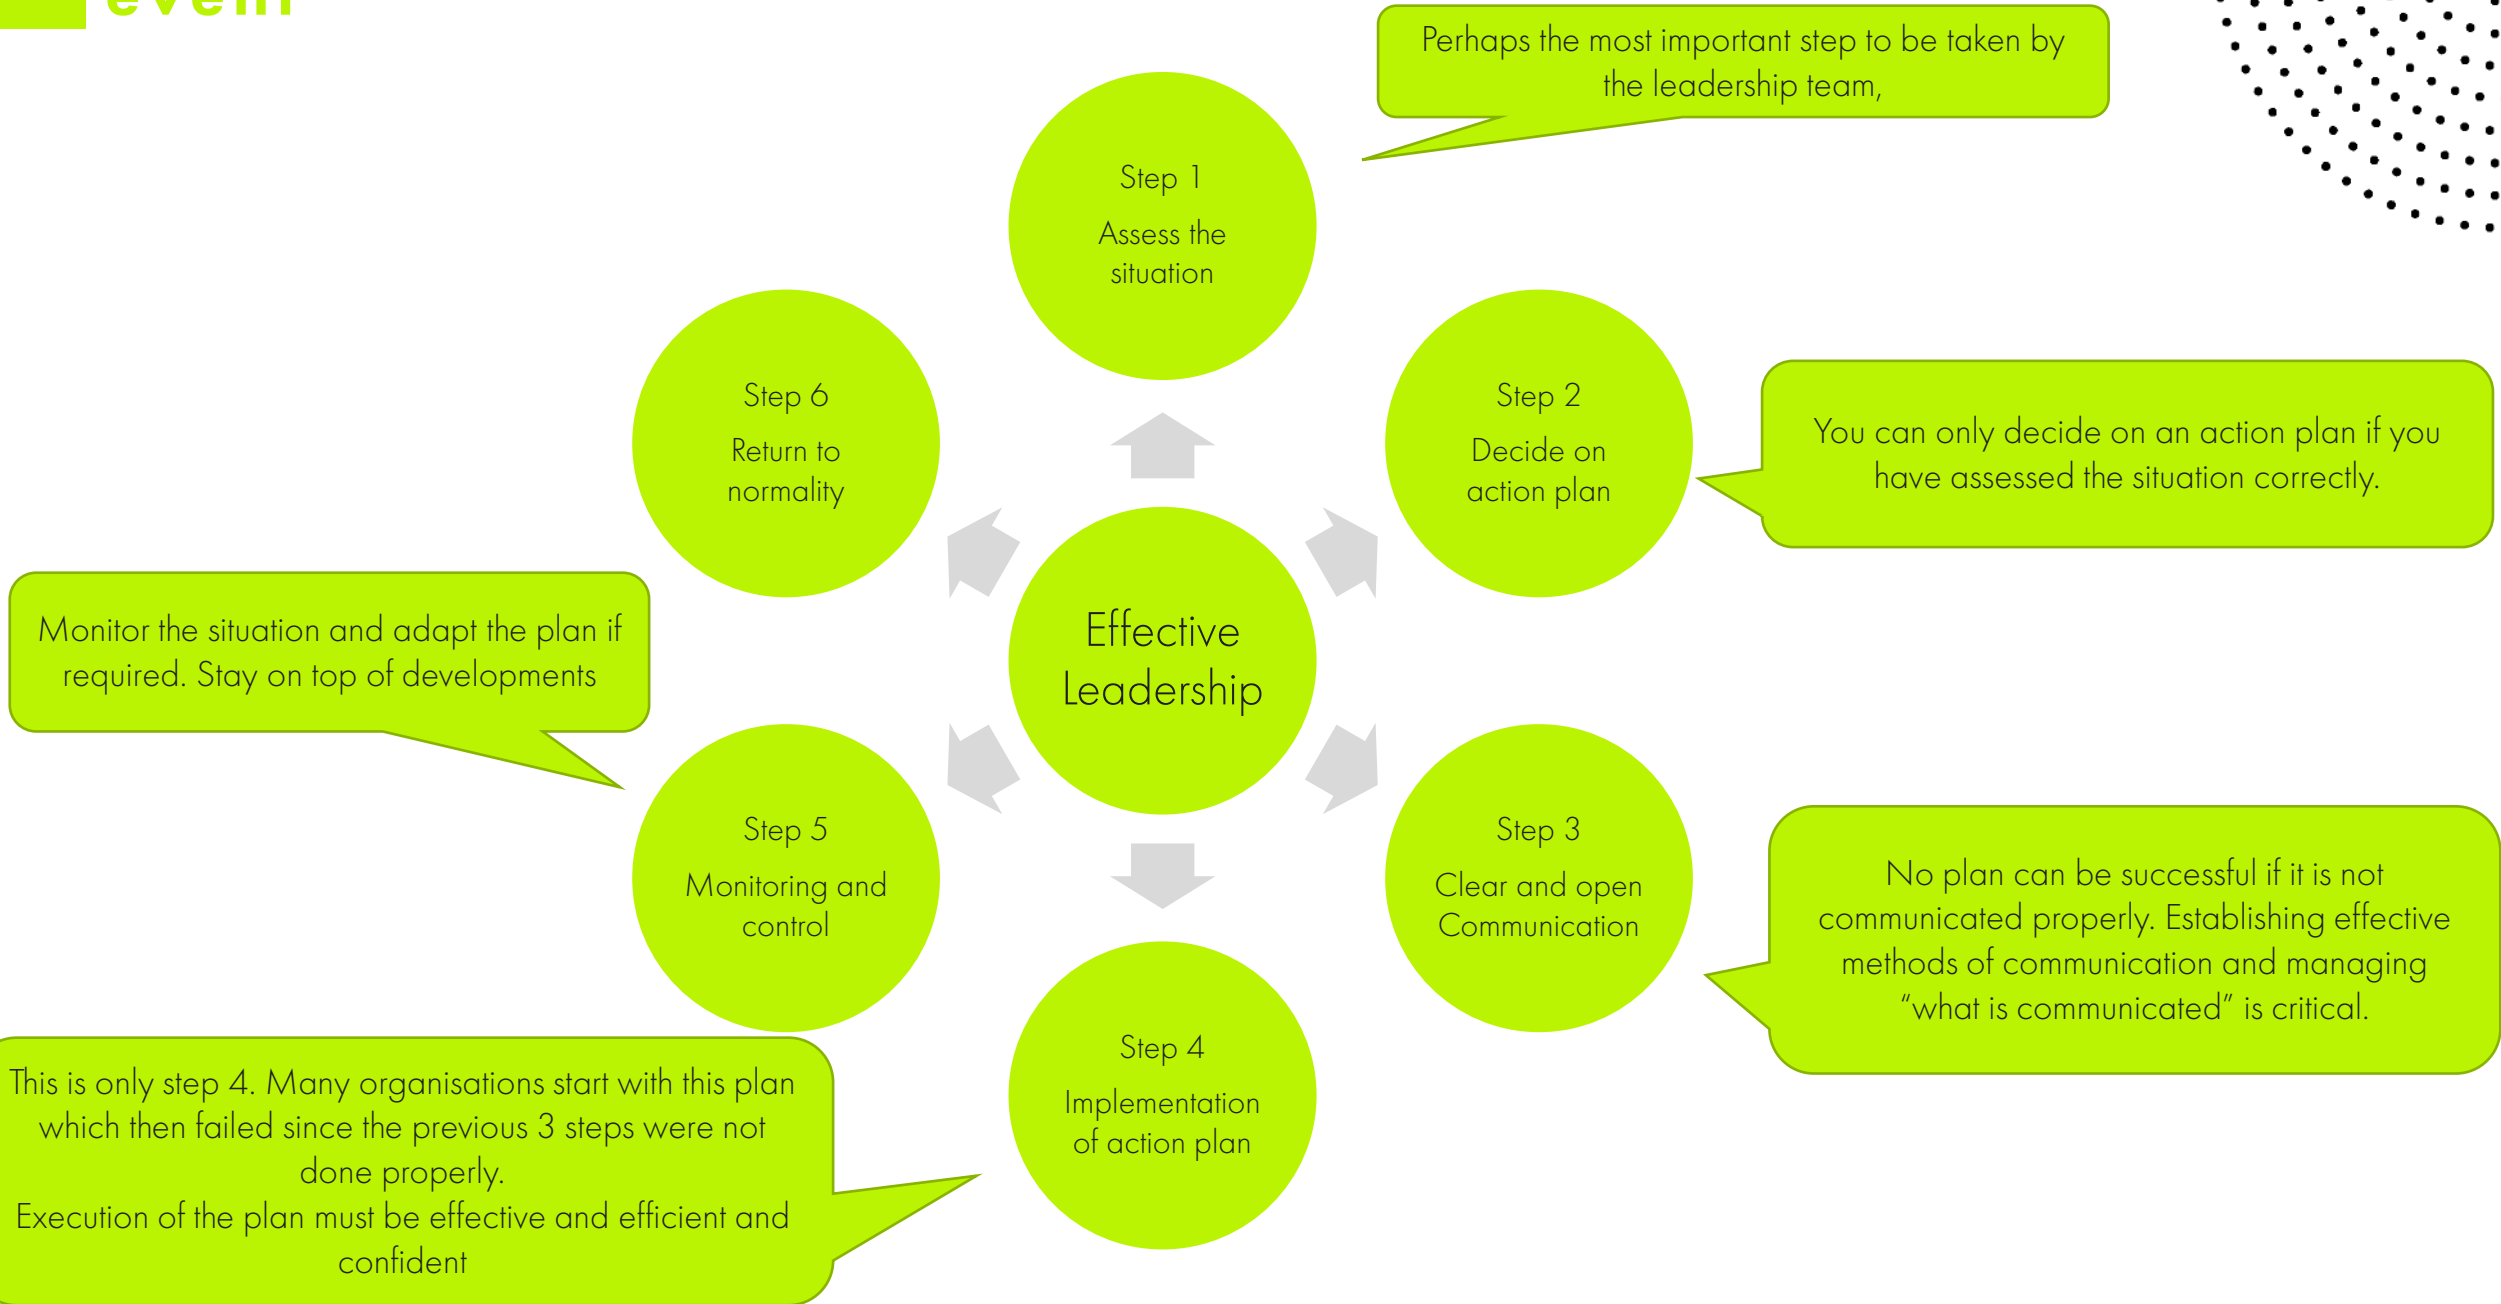 Perhaps the most important step to be taken by
the leadership team,
Step 1
Assess the
situation
Step 2
Decide on
action plan
You can only decide on an action plan if you
have assessed the situation correctly.
Step 6
Return to
normality
Effective
Leadership
Monitor the situation and adapt the plan if
required. Stay on top of developments
Step 5
Monitoring and
control
Step 3
Clear and open
Communication
No plan can be successful if it is not
communicated properly. Establishing effective
methods of communication and managing
“what is communicated” is critical.
Step 4
Implementation
of action plan
This is only step 4. Many organisations start with this plan
which then failed since the previous 3 steps were not
done properly.
Execution of the plan must be effective and efficient and
confident